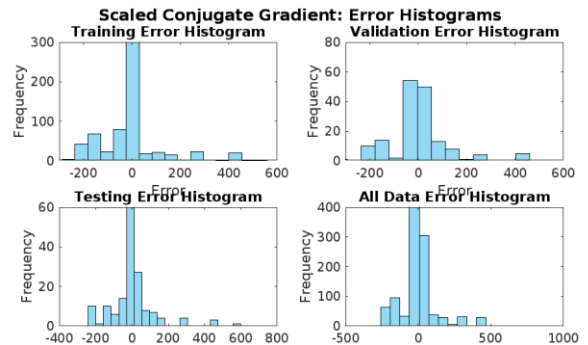 Scaled Conjugate Gradient: Error Histograms
Training Error Histogram
Frequency
300
200
100
0
-200 0 200 400 600
Error
Validation Error Histogram
Frequency
80
60
40
20
0
-200 0 200 400 600
Error
Testing Error Histogram
Frequency
60
40
20
0
-400 -200 0 200 400 600 800
All Data Error Histogram
Frequency
400
300
200
100
0
-500 0 500 1000